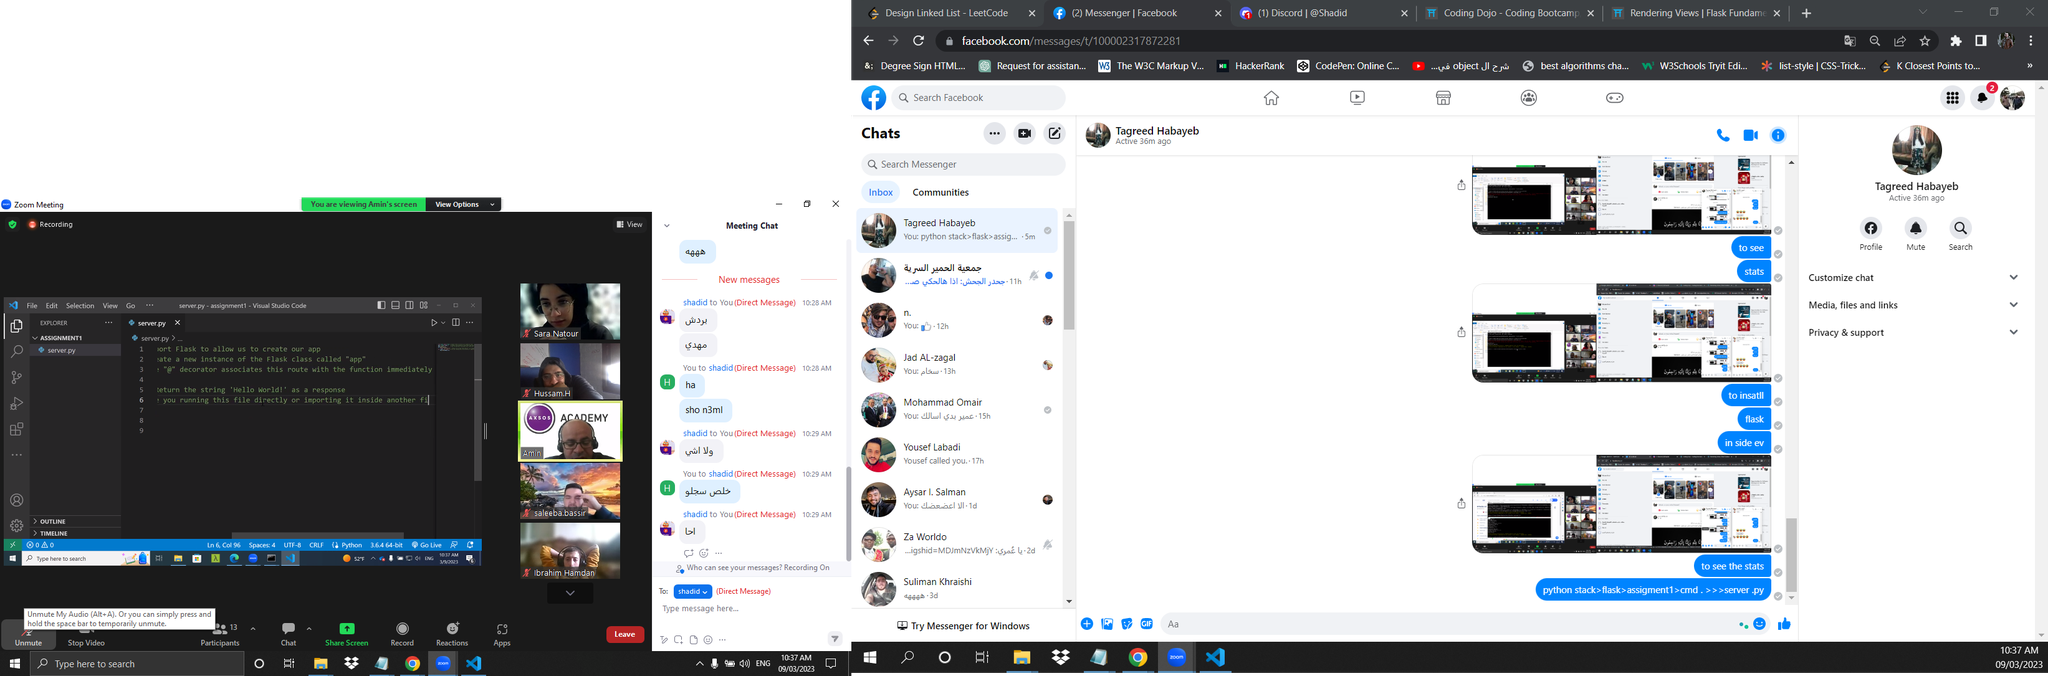 Zoom Meeting
You are viewing Amin's screen
View Options
Recording
View
File Edit Selection View Go ··· server.py - assignment1 - Visual Studio Code
EXPLORER ···
server.py ×
ASSIGNMENT1
server.py
server.py > ...
1 ort Flask to allow us to create our app
2 ate a new instance of the Flask class called "app"
3 "@" decorator associates this route with the function immediately
4
5 eturn the string 'Hello World!' as a response
6 you running this file directly or importing it inside another fi
7
8
9
OUTLINE
TIMELINE
0 0 Ln 6, Col 96 Spaces: 4 UTF-8 CRLF Python 3.6.4 64-bit Go Live
Type here to search
52°F
ENG
10:37 AM
3/9/2023
Sara.Natour
Hussam.H
AXSOS ACADEMY
Amin
saleeba.bassir
Ibrahim Hamdan
Unmute My Audio (Alt+A). Or you can simply press and
hold the space bar to temporarily unmute.
Unmute
Stop Video
13
Participants
Chat
Share Screen
Record
Reactions
Apps
Leave
Meeting Chat
هههه
New messages
shadid to You (Direct Message) 10:28 AM
بردش
مهدي
You to shadid (Direct Message) 10:28 AM
H
ha
sho n3ml
shadid to You (Direct Message) 10:29 AM
ولا اشي
You to shadid (Direct Message) 10:29 AM
H
خلص سجلو
shadid to You (Direct Message) 10:29 AM
احا
Who can see your messages? Recording On
To: shadid (Direct Message)
Type message here...
Type here to search
ENG
10:37 AM
09/03/2023
Design Linked List - LeetCode
(2) Messenger | Facebook
(1) Discord | @Shadid
Coding Dojo - Coding Bootcamp
Rendering Views | Flask Fundame
facebook.com/messages/t/100002317872281
Degree Sign HTML...
Request for assistan...
The W3C Markup V...
HackerRank
CodePen: Online C...
شرح ال object في...
best algorithms cha...
W3Schools Tryit Edi...
list-style | CSS-Trick...
K Closest Points to...
»
Search Facebook
2
Chats
Search Messenger
Inbox
Communities
Tagreed Habayeb
You: python stack>flask>assig... · 5m
جمعية الحمير السرية
جحدر الجحش: اذا هالحكي ص... · 11h
n.
You: 👍 · 12h
Jad AL-zagal
You: سخام · 13h
Mohammad Omair
You: عمير بدي اسالك · 15h
Yousef Labadi
Yousef called you. · 17h
Aysar I. Salman
You: الا اعضعضك · 1d
Za Worldo
...igshid=MDJmNzVkMjY :يا عُمري · 2d
Suliman Khraishi
ههههه · 3d
Try Messenger for Windows
Tagreed Habayeb
Active 36m ago
to see
stats
to insatll
flask
in side ev
to see the stats
python stack>flask>assigment1>cmd . >>>server .py
GIF
Aa
Tagreed Habayeb
Active 36m ago
Profile
Mute
Search
Customize chat
Media, files and links
Privacy & support
zoom
10:37 AM
09/03/2023